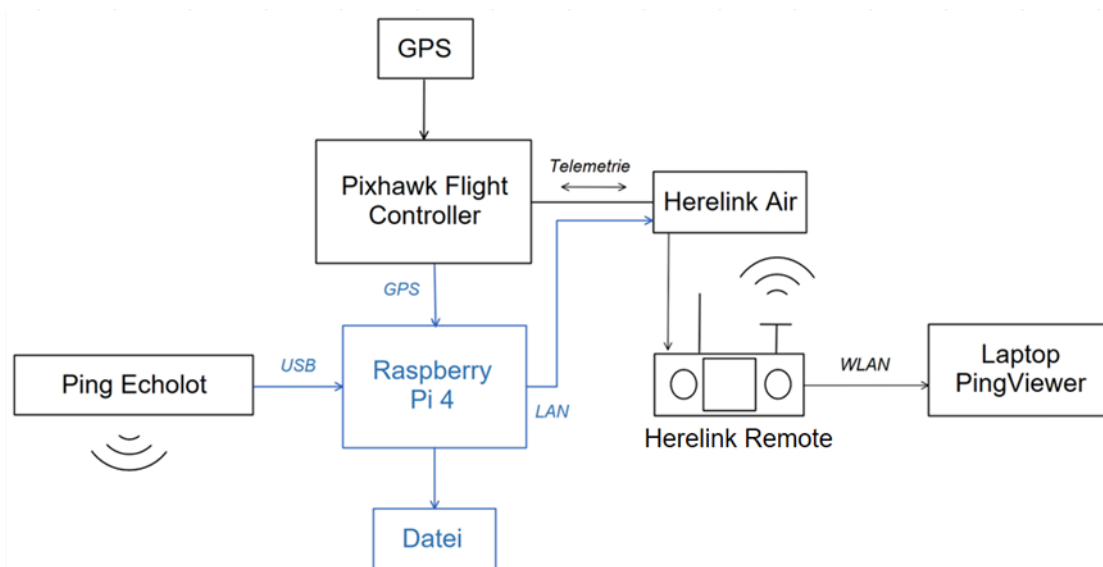 GPS
Pixhawk Flight
Controller
Telemetrie
Herelink Air
GPS
Ping Echolot
USB
Raspberry
Pi 4
LAN
WLAN
Laptop
PingViewer
Herelink Remote
Datei